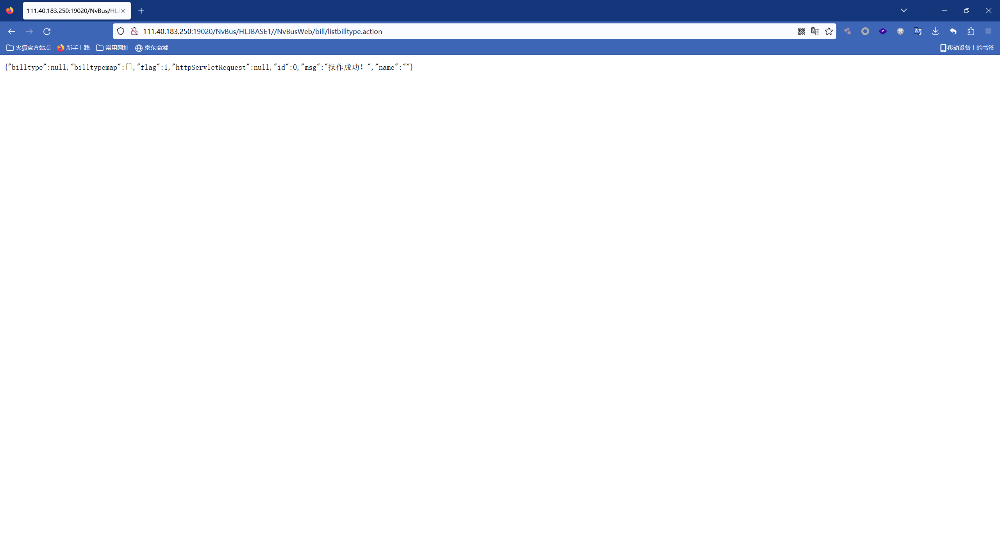 111.40.183.250:19020/NvBus/HLJ
111.40.183.250:19020/NvBus/HLJBASE1//NvBusWeb/bill/listbilltype.action
火狐官方站点 新手上路 常用网址 京东商城 移动设备上的书签
{"billtype":null,"billtypemap":[],"flag":1,"httpServletRequest":null,"id":0,"msg":"操作成功！","name":""}